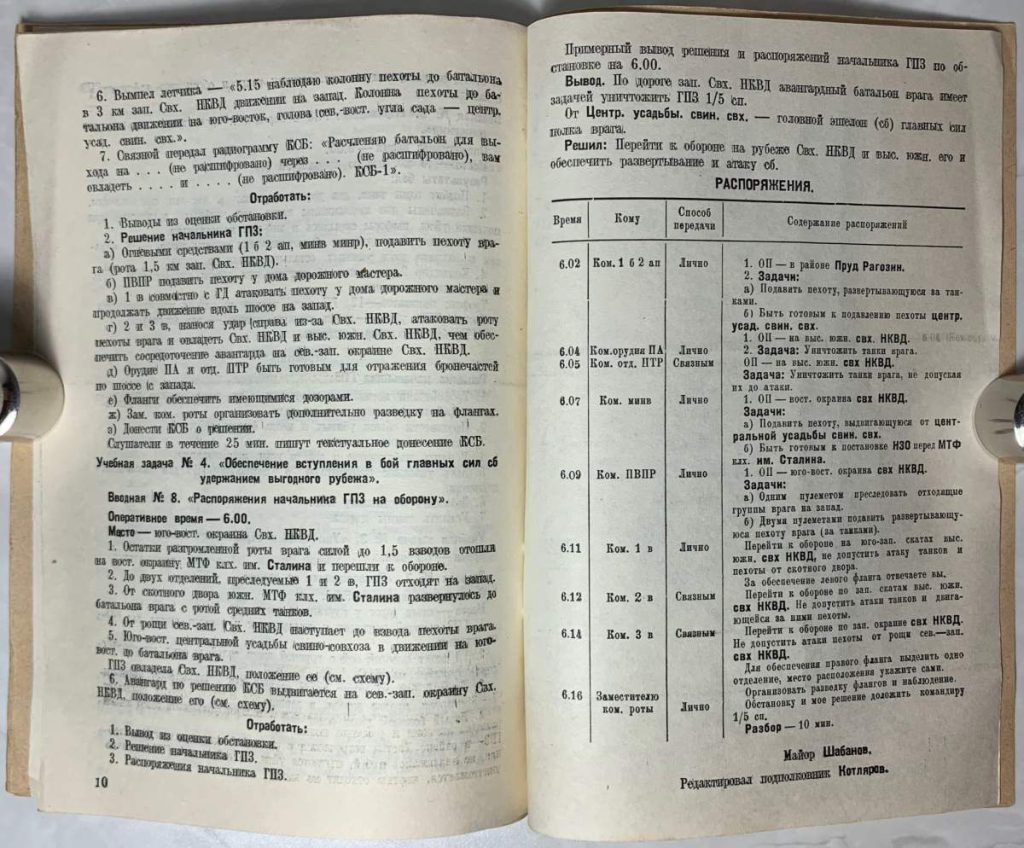 6. Вымпел летчика — «5.15 наблюдаю колонну пехоты до батальона
в 3 км зап. Свх. НКВД движении на запад. Колонна пехоты до ба-
тальона движении на юго-восток, голова сев.-вост. угла сада — центр.
усад. свин. свх.».
7. Связной передал радиограмму КСБ: «Расчленяю батальон для вы-
хода на . . . (не расшифровано) через . . . (не расшифровано), вам
овладеть . . . . и . . . . (не расшифровано). КСБ-1».
Отработать:
1. Выводы из оценки обстановки.
2. Решение начальника ГПЗ:
а) Огневыми средствами (1 б 2 ап, минв минр), подавить пехоту вра-
га (рота 1,5 км зап. Свх. НКВД).
б) ПВПР подавить пехоту у дома дорожного мастера.
в) 1 в совместно с ГД атаковать пехоту у дома дорожного мастера и
продолжать движение вдоль шоссе на запад.
г) 2 и 3 в, нанося удар справа из-за Свх. НКВД, атаковать роту
пехоты врага и овладеть Свх. НКВД и выс. южн. Свх. НКВД, чем обес-
печить сосредоточение авангарда на сев.-зап. окраине Свх. НКВД.
д) Орудие ПА и отд. ПТР быть готовым для отражения бронечастей
по шоссе с запада.
е) Фланги обеспечить имеющимися дозорами.
ж) Зам. ком. роты организовать дополнительно разведку на флангах.
з) Донести КСБ о решении.
Слушатели в течение 25 мин. пишут текстуальное донесение КСБ.
Учебная задача № 4. «Обеспечение вступления в бой главных сил сб
удержанием выгодного рубежа».
Вводная № 8. «Распоряжения начальника ГПЗ на оборону».
Оперативное время — 6.00.
Место — юго-вост. окраина Свх. НКВД.
1. Остатки разгромленной роты врага силой до 1,5 взводов отошли
на вост. окраину МТФ клх. им. Сталина и перешли к обороне.
2. До двух отделений, преследуемые 1 и 2 в, ГПЗ отходят на запад.
3. От скотного двора южн. МТФ клх. им. Сталина развернулось до
батальона врага с ротой средних танков.
4. От рощи сев.-зап. Свх. НКВД наступает до взвода пехоты врага.
5. Юго-вост. центральной усадьбы свино-совхоза в движении на юго-
вост. до батальона врага.
ГПЗ овладела Свх. НКВД, положение ее (см. схему).
6. Авангард по решению КСБ выдвигается на сев.-зап. окраину Свх.
НКВД, положение его (см. схему).
Отработать:
1. Вывод из оценки обстановки.
2. Решение начальника ГПЗ.
3. Распоряжения начальника ГПЗ.
10
Примерный вывод решения и распоряжений начальника ГПЗ по об-
становке на 6.00.
Вывод. По дороге зап. Свх. НКВД авангардный батальон врага имеет
задачей уничтожить ГПЗ 1/5 сп.
От Центр. усадьбы. свин. свх. — головной эшелон (сб) главных сил
полка врага.
Решил: Перейти к обороне на рубеже Свх. НКВД и выс. южн. его и
обеспечить развертывание и атаку сб.
РАСПОРЯЖЕНИЯ.
Время Кому Способ передачи Содержание распоряжений
6.02 Ком. 1 б 2 ап Лично 1. ОП — в районе Пруд Рагозин.
2. Задачи:
а) Подавить пехоту, развертывающуюся за тан-
ками.
б) Быть готовым к подавлению пехоты центр.
усад. свин. свх.
1. ОП — на выс. южн. свх. НКВД.
6.04 Ком.орудия ПА Лично 2. Задача: Уничтожить танки врага.
6.05 Ком. отд. ПТР Связным ОП — на выс. южн. свх. НКВД.
Задача: Уничтожить танки врага, не допуская
их до атаки.
6.07 Ком. минв Лично 1. ОП — вост. окраина свх НКВД.
Задачи:
а) Подавить пехоту, выдвигающуюся от цент-
ральной усадьбы свин. свх.
б) Быть готовым к постановке НЗО перед МТФ
клх. им. Сталина.
6.09 Ком. ПВПР Лично 1. ОП — юго-вост. окраина свх НКВД.
Задачи:
а) Одним пулеметом преследовать отходящие
группы врага на запад.
б) Двумя пулеметами подавить развертывающу-
юся пехоту врага (за танками).
6.11 Ком. 1 в Лично Перейти к обороне на юго-зап. скатах выс.
южн. свх НКВД, не допустить атаку танков и
пехоты от скотного двора.
За обеспечение левого фланга отвечаете вы.
6.12 Ком. 2 в Связным Перейти к обороне по зап. скатам выс. южн.
свх НКВД. Не допустить атаки танков и двига-
ющейся за ними пехоты.
6.14 Ком. 3 в Связным Перейти к обороне по зап. окраине свх НКВД.
Не допустить атаки пехоты от рощи сев.—зап.
свх НКВД.
Для обеспечения правого фланга выделить одно
отделение, место расположения укажите сами.
6.16 Заместителю ком. роты Лично Организовать разведку флангов и наблюдение.
Обстановку и мое решение доложить командиру
1/5 сп.
Разбор — 10 мин.
Майор Шабанов.
Редактировал подполковник Котляров.